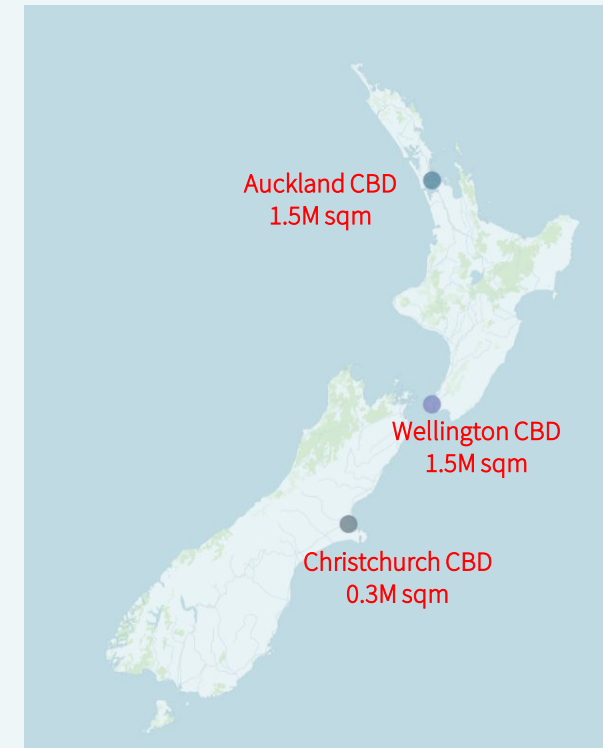 Auckland CBD
1.5M sqm
Wellington CBD
1.5M sqm
Christchurch CBD
0.3M sqm